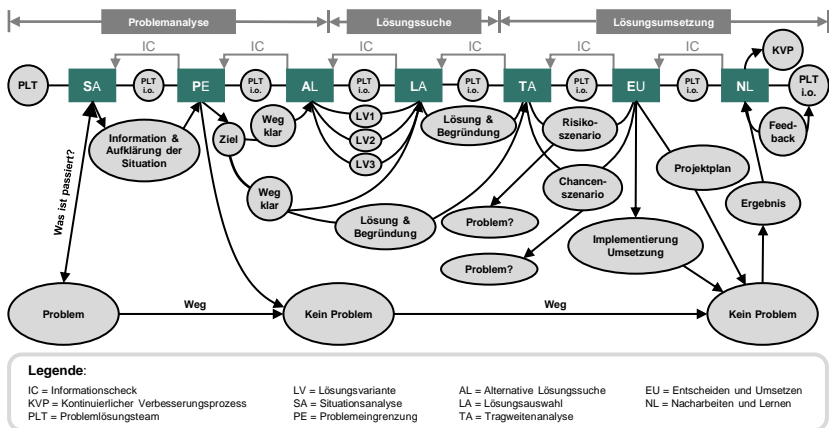 Problemanalyse
Lösungssuche
Lösungsumsetzung
IC
IC
IC
IC
IC
IC
KVP
PLT
SA
PLT
i.o.
PE
PLT
i.o.
AL
PLT
i.o.
LA
PLT
i.o.
TA
PLT
i.o.
EU
PLT
i.o.
NL
PLT
i.o.
Information &
Aufklärung der
Situation
Ziel
Weg
klar
LV1
LV2
LV3
Lösung &
Begründung
Risiko-
szenario
Feed-
back
Was ist passiert?
Weg
klar
Lösung &
Begründung
Chancen-
szenario
Projektplan
Problem?
Problem?
Implementierung
Umsetzung
Ergebnis
Problem
Weg
Kein Problem
Weg
Kein Problem
Legende:
IC = Informationscheck
KVP = Kontinuierlicher Verbesserungsprozess
PLT = Problemlösungsteam
LV = Lösungsvariante
SA = Situationsanalyse
PE = Problemeingrenzung
AL = Alternative Lösungssuche
LA = Lösungsauswahl
TA = Tragweitenanalyse
EU = Entscheiden und Umsetzen
NL = Nacharbeiten und Lernen